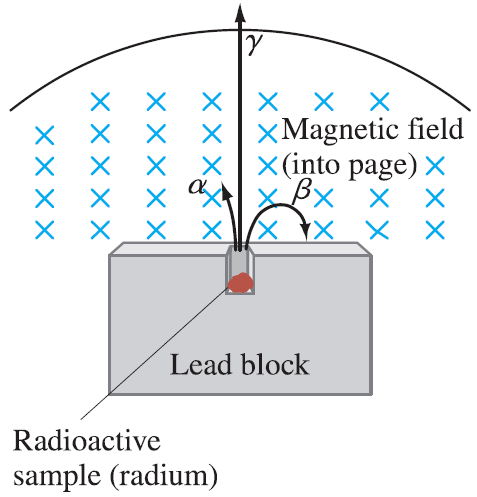 γ
Magnetic field
(into page)
α
β
Lead block
Radioactive
sample (radium)